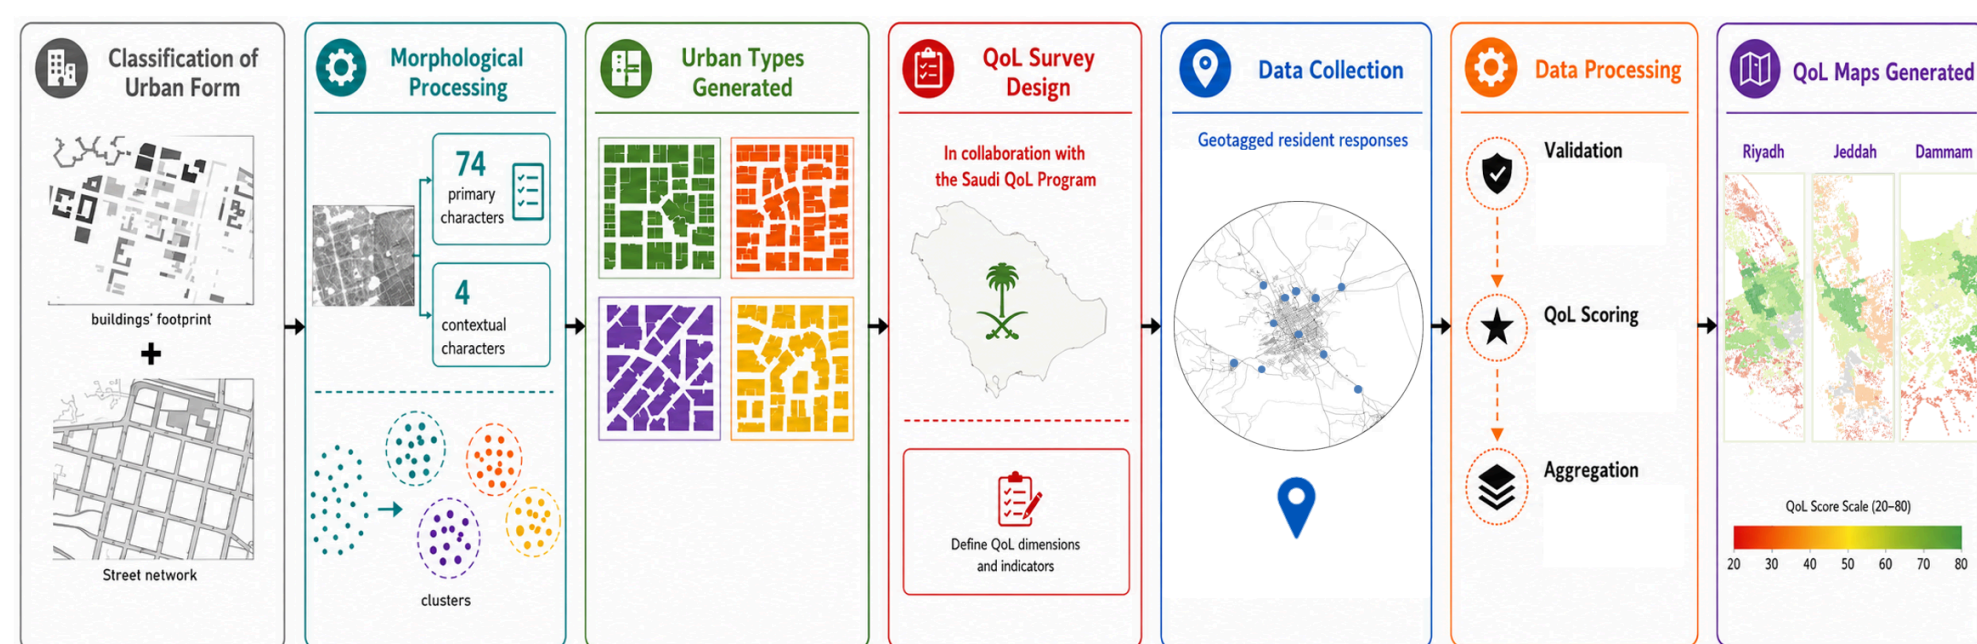 Classification of
Urban Form
buildings' footprint
+
Street network
Morphological
Processing
74
primary
characters
4
contextual
characters
clusters
Urban Types
Generated
QoL Survey
Design
In collaboration with
the Saudi QoL Program
Define QoL dimensions
and indicators
Data Collection
Geotagged resident responses
Data Processing
Validation
QoL Scoring
Aggregation
QoL Maps Generated
Riyadh Jeddah Dammam
QoL Score Scale (20–80)
20 30 40 50 60 70 80